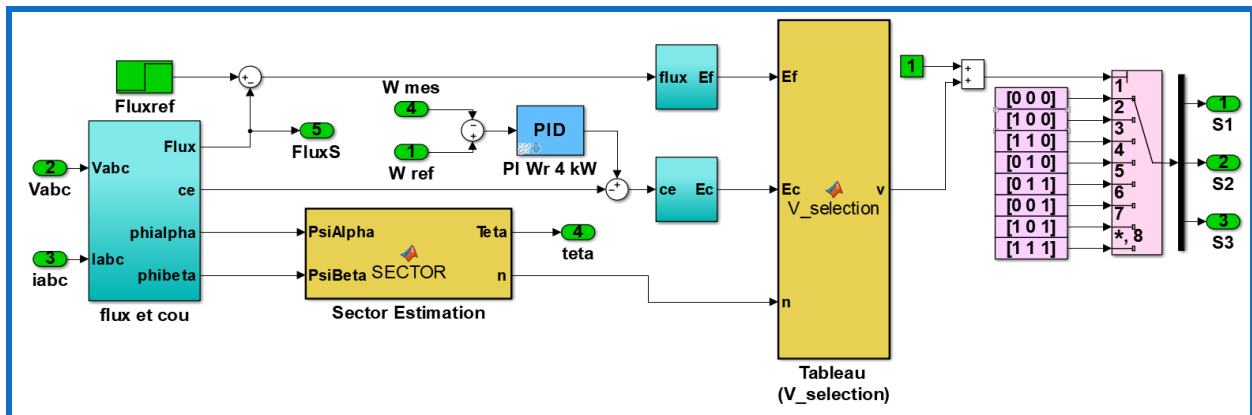 Fluxref
Vabc
2
Vabc
3
iabc
Iabc
Flux
ce
phialpha
phibeta
flux et cou
5
FluxS
W mes
4
1
W ref
PID
PI Wr 4 kW
PsiAlpha
PsiBeta
SECTOR
Teta
n
Sector Estimation
4
teta
flux Ef
ce Ec
Ef
Ec
n
V_selection
v
Tableau
(V_selection)
1
[0 0 0]
[1 0 0]
[1 1 0]
[0 1 0]
[0 1 1]
[0 0 1]
[1 0 1]
[1 1 1]
1
2
3
4
5
6
7
*, 8
1
S1
2
S2
3
S3